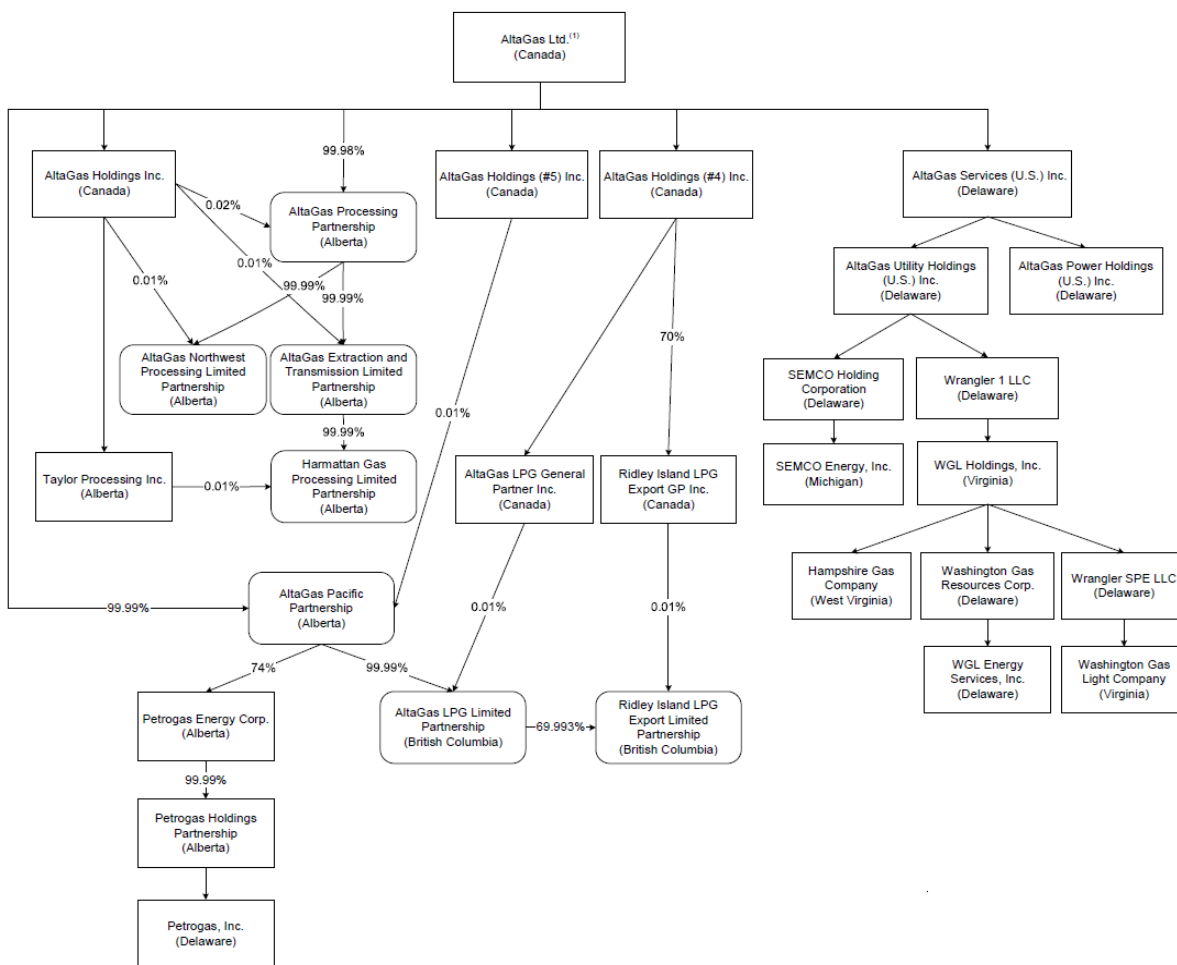 AltaGas Ltd.(1)
(Canada)
AltaGas Holdings Inc.
(Canada)
99.98%
AltaGas Holdings (#5) Inc.
(Canada)
AltaGas Holdings (#4) Inc.
(Canada)
AltaGas Services (U.S.) Inc.
(Delaware)
0.02%
AltaGas Processing
Partnership
(Alberta)
0.01%
0.01%
99.99%
99.99%
AltaGas Utility Holdings
(U.S.) Inc.
(Delaware)
AltaGas Power Holdings
(U.S.) Inc.
(Delaware)
70%
AltaGas Northwest
Processing Limited
Partnership
(Alberta)
AltaGas Extraction and
Transmission Limited
Partnership
(Alberta)
SEMCO Holding
Corporation
(Delaware)
Wrangler 1 LLC
(Delaware)
0.01%
99.99%
Taylor Processing Inc.
(Alberta)
0.01%
Harmattan Gas
Processing Limited
Partnership
(Alberta)
AltaGas LPG General
Partner Inc.
(Canada)
Ridley Island LPG
Export GP Inc.
(Canada)
SEMCO Energy, Inc.
(Michigan)
WGL Holdings, Inc.
(Virginia)
Hampshire Gas
Company
(West Virginia)
Washington Gas
Resources Corp.
(Delaware)
Wrangler SPE LLC
(Delaware)
99.99%
AltaGas Pacific
Partnership
(Alberta)
0.01%
0.01%
74%
99.99%
WGL Energy
Services, Inc.
(Delaware)
Washington Gas
Light Company
(Virginia)
Petrogas Energy Corp.
(Alberta)
AltaGas LPG Limited
Partnership
(British Columbia)
69.993%
Ridley Island LPG
Export Limited
Partnership
(British Columbia)
99.99%
Petrogas Holdings
Partnership
(Alberta)
Petrogas, Inc.
(Delaware)